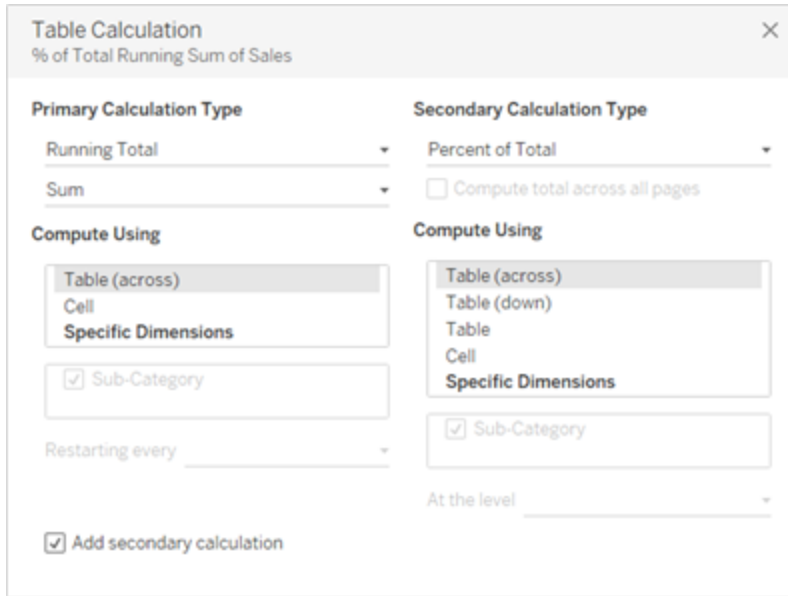 Table Calculation
% of Total Running Sum of Sales
Primary Calculation Type
Running Total
Sum
Compute Using
Table (across)
Cell
Specific Dimensions
Sub-Category
Restarting every
Add secondary calculation
Secondary Calculation Type
Percent of Total
Compute total across all pages
Compute Using
Table (across)
Table (down)
Table
Cell
Specific Dimensions
Sub-Category
At the level